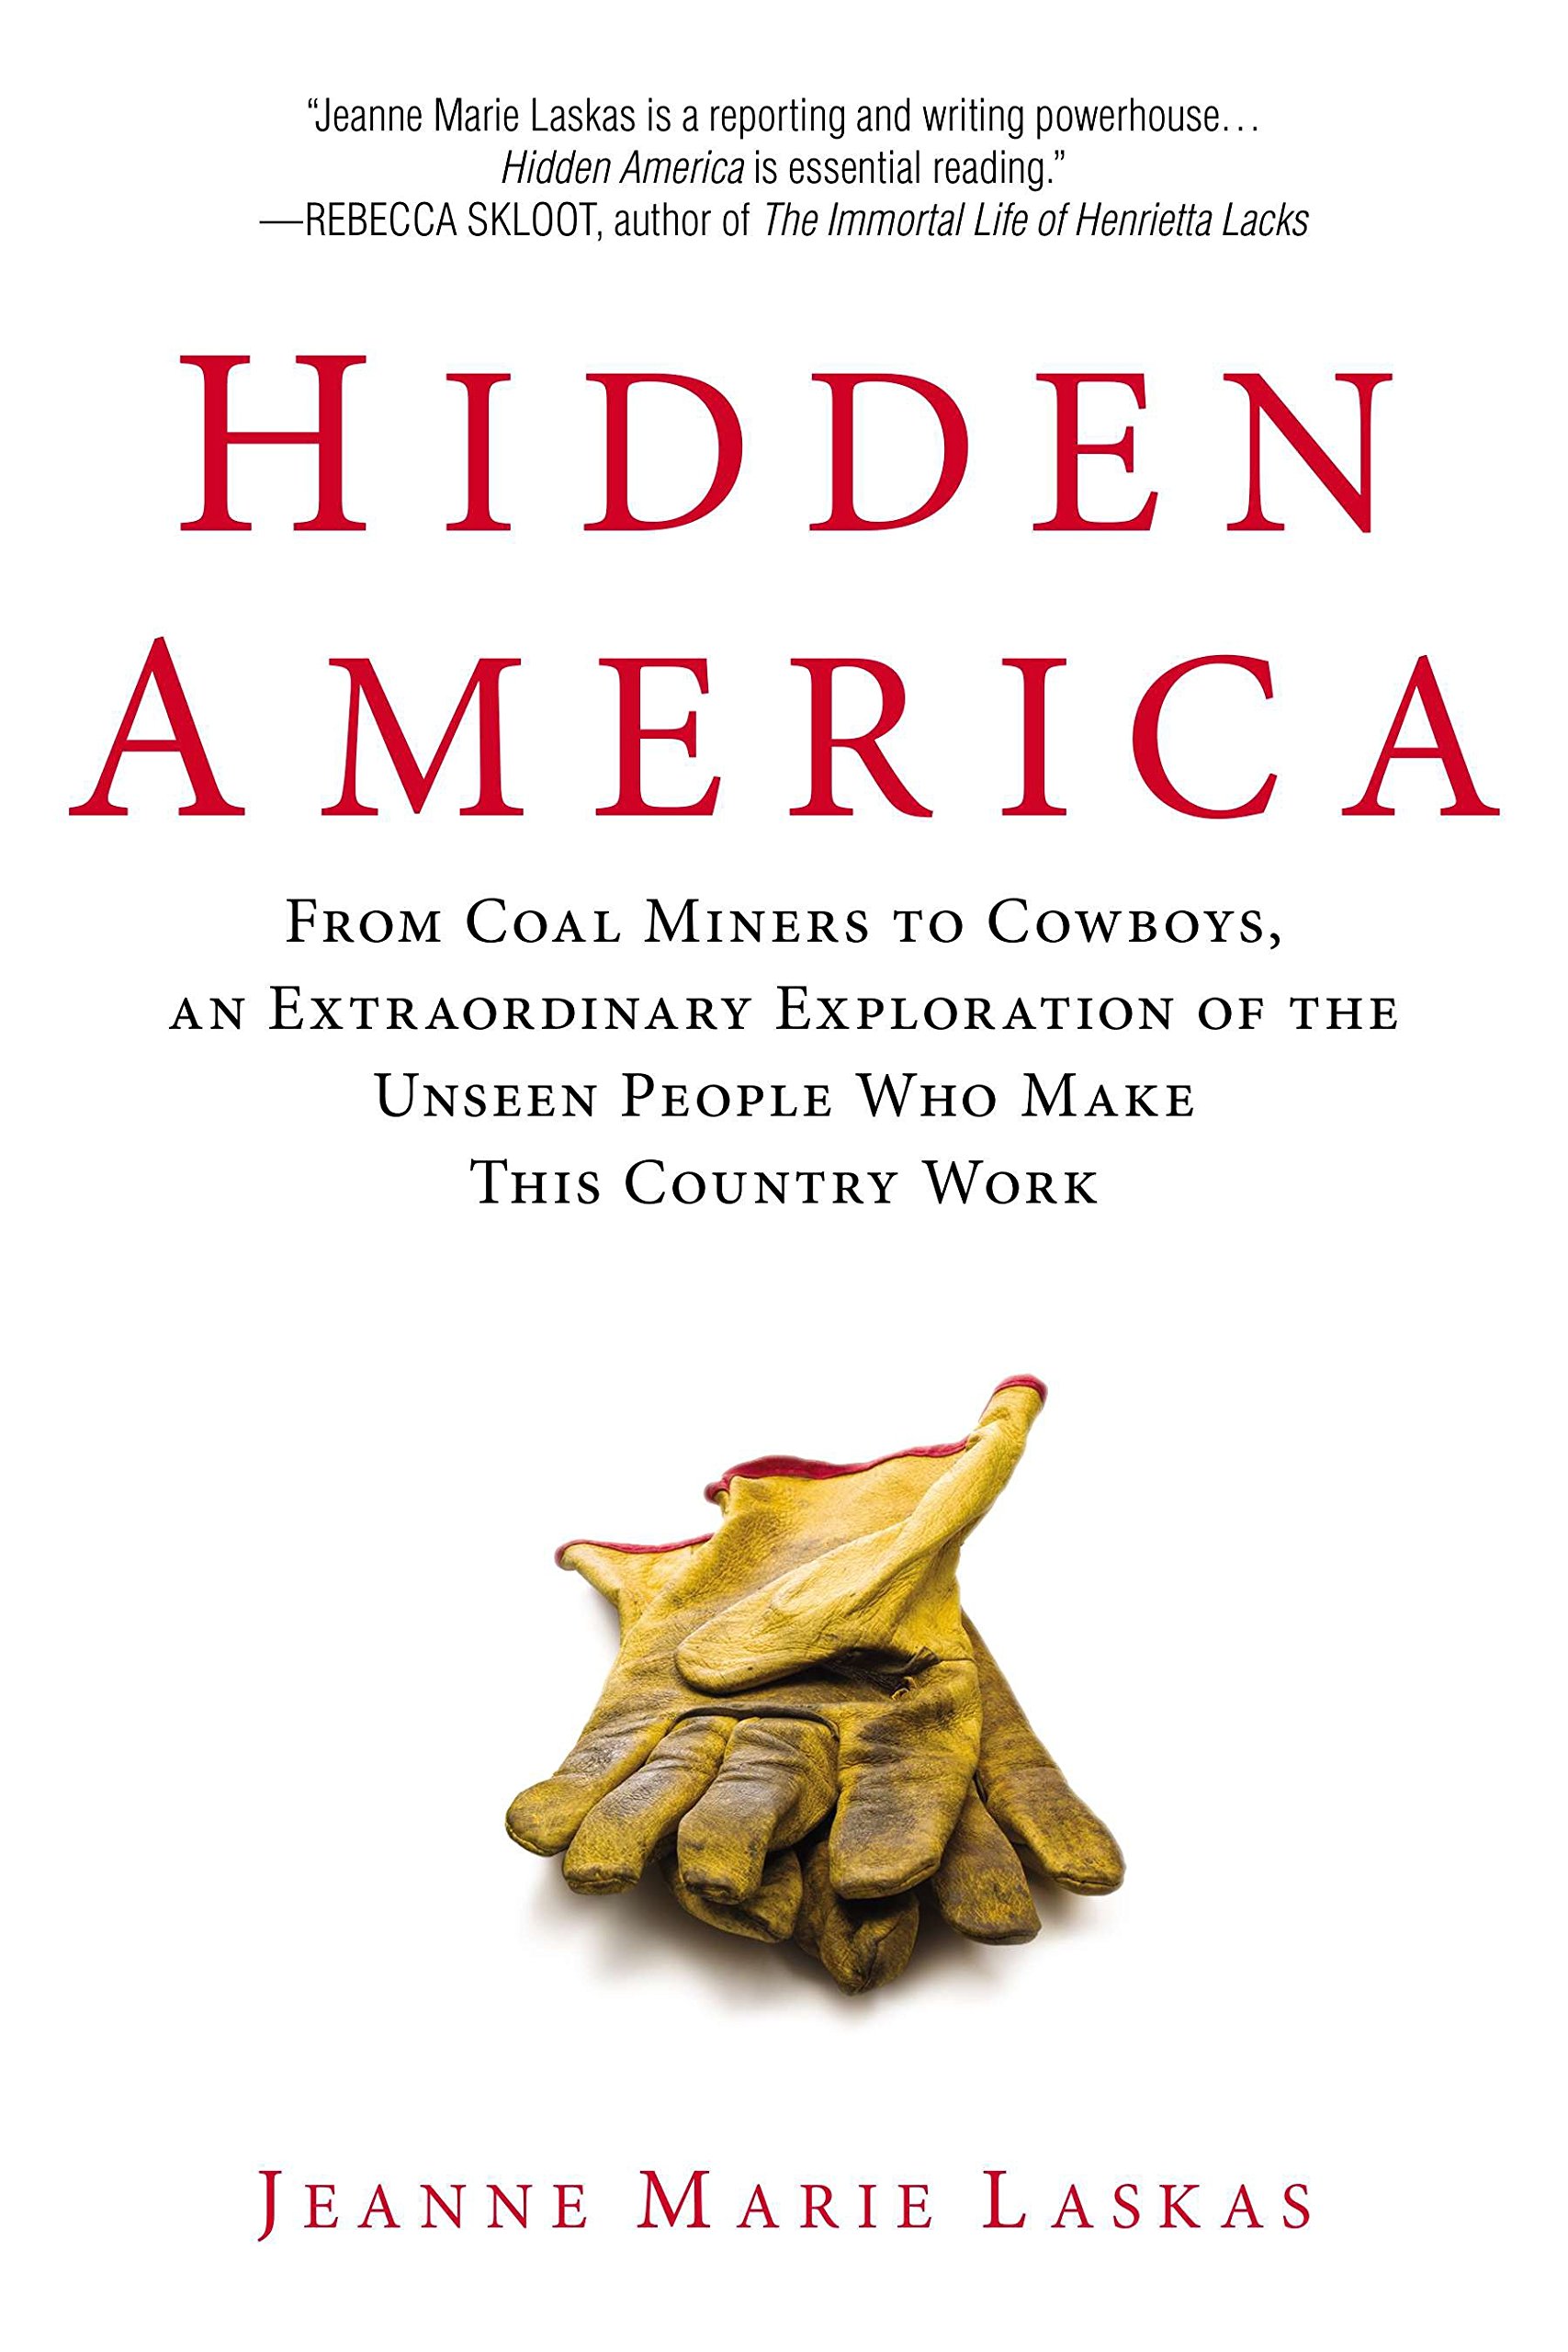 “Jeanne Marie Laskas is a reporting and writing powerhouse...
Hidden America is essential reading.”
—REBECCA SKLOOT, author of The Immortal Life of Henrietta Lacks
HIDDEN
AMERICA
FROM COAL MINERS TO COWBOYS,
AN EXTRAORDINARY EXPLORATION OF THE
UNSEEN PEOPLE WHO MAKE
THIS COUNTRY WORK
JEANNE MARIE LASKAS